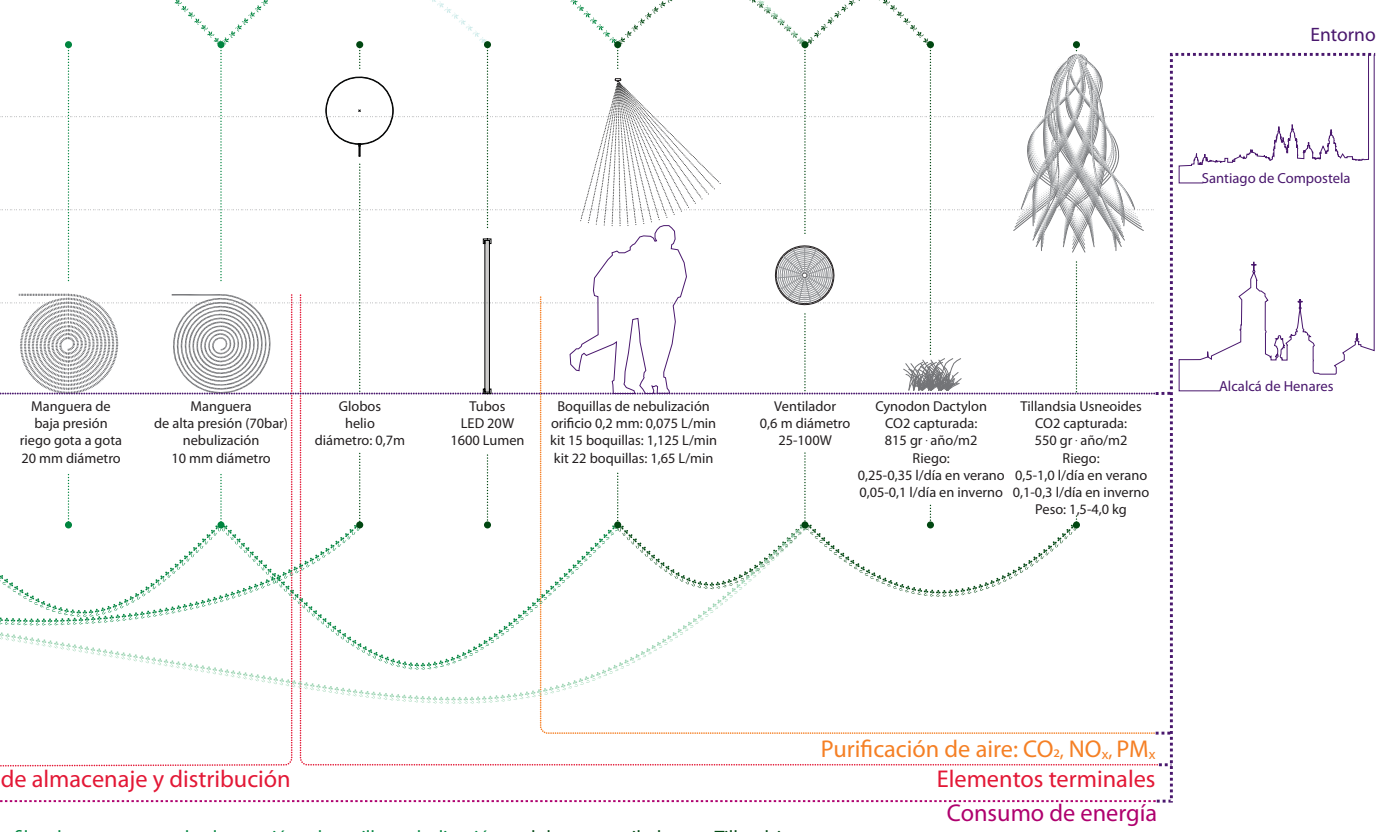 Entorno
Santiago de Compostela
Alcalcá de Henares
Manguera de
baja presión
riego gota a gota
20 mm diámetro
Manguera
de alta presión (70bar)
nebulización
10 mm diámetro
Globos
helio
diámetro: 0,7m
Tubos
LED 20W
1600 Lumen
Boquillas de nebulización
orificio 0,2 mm: 0,075 L/min
kit 15 boquillas: 1,125 L/min
kit 22 boquillas: 1,65 L/min
Ventilador
0,6 m diámetro
25-100W
Cynodon Dactylon
CO2 capturada:
815 gr · año/m2
Riego:
0,25-0,35 l/día en verano
0,05-0,1 l/día en inverno
Tillandsia Usneoides
CO2 capturada:
550 gr · año/m2
Riego:
0,5-1,0 l/día en verano
0,1-0,3 l/día en inverno
Peso: 1,5-4,0 kg
Purificación de aire: CO₂, NOₓ, PMₓ
de almacenaje y distribución
Elementos terminales
Consumo de energía